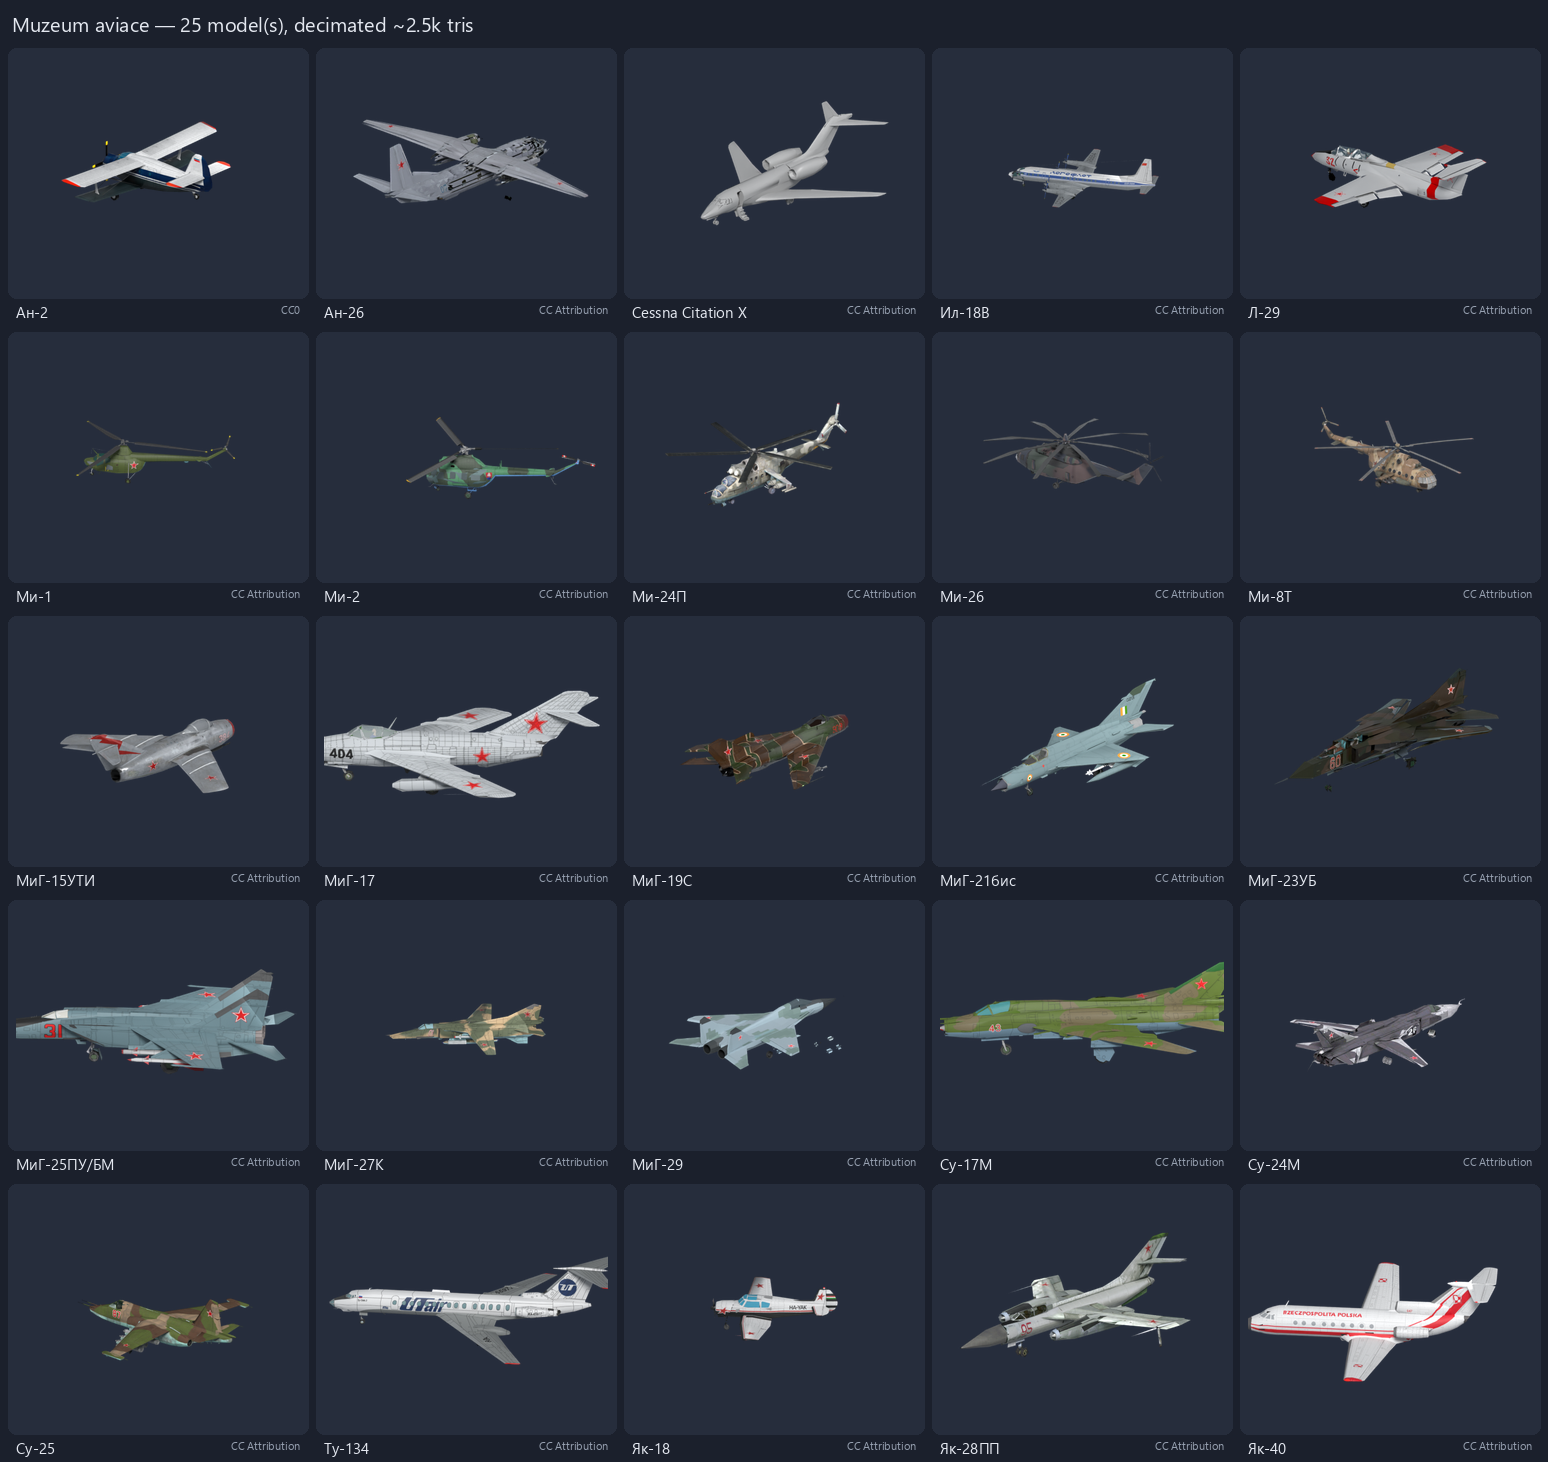 Muzeum aviace — 25 model(s), decimated ~2.5k tris
Ан-2 CC0
Ан-26 CC Attribution
Cessna Citation X CC Attribution
Ил-18В CC Attribution
Л-29 CC Attribution
Ми-1 CC Attribution
Ми-2 CC Attribution
Ми-24П CC Attribution
Ми-26 CC Attribution
Ми-8Т CC Attribution
404
МиГ-15УТИ CC Attribution
МиГ-17 CC Attribution
МиГ-19С CC Attribution
МиГ-21бис CC Attribution
60
МиГ-23УБ CC Attribution
31
МиГ-25ПУ/БМ CC Attribution
МиГ-27К CC Attribution
МиГ-29 CC Attribution
43
Су-17М CC Attribution
Су-24М CC Attribution
Су-25 CC Attribution
UTair
UT
Ту-134 CC Attribution
HA-YAK
Як-18 CC Attribution
Як-28ПП CC Attribution
RZECZPOSPOLITA POLSKA
Як-40 CC Attribution